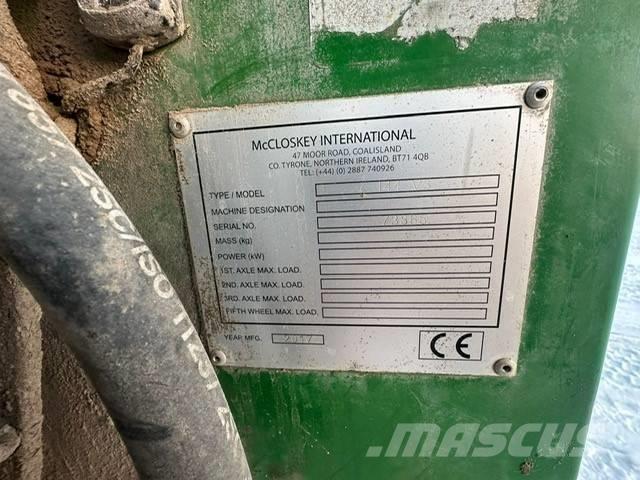 McCLOSKEY INTERNATIONAL
47 MOOR ROAD, COALISLAND
CO. TYRONE, NORTHERN IRELAND, BT71 4QB
TEL: (+44) (0) 2887 740926
TYPE / MODEL
MACHINE DESIGNATION
SERIAL NO.
MASS (kg)
POWER (kW)
1ST. AXLE MAX. LOAD.
2ND. AXLE MAX. LOAD.
3RD. AXLE MAX. LOAD.
FIFTH WHEEL MAX. LOAD.
YEAR MFG. 2017
CE
MASCUS